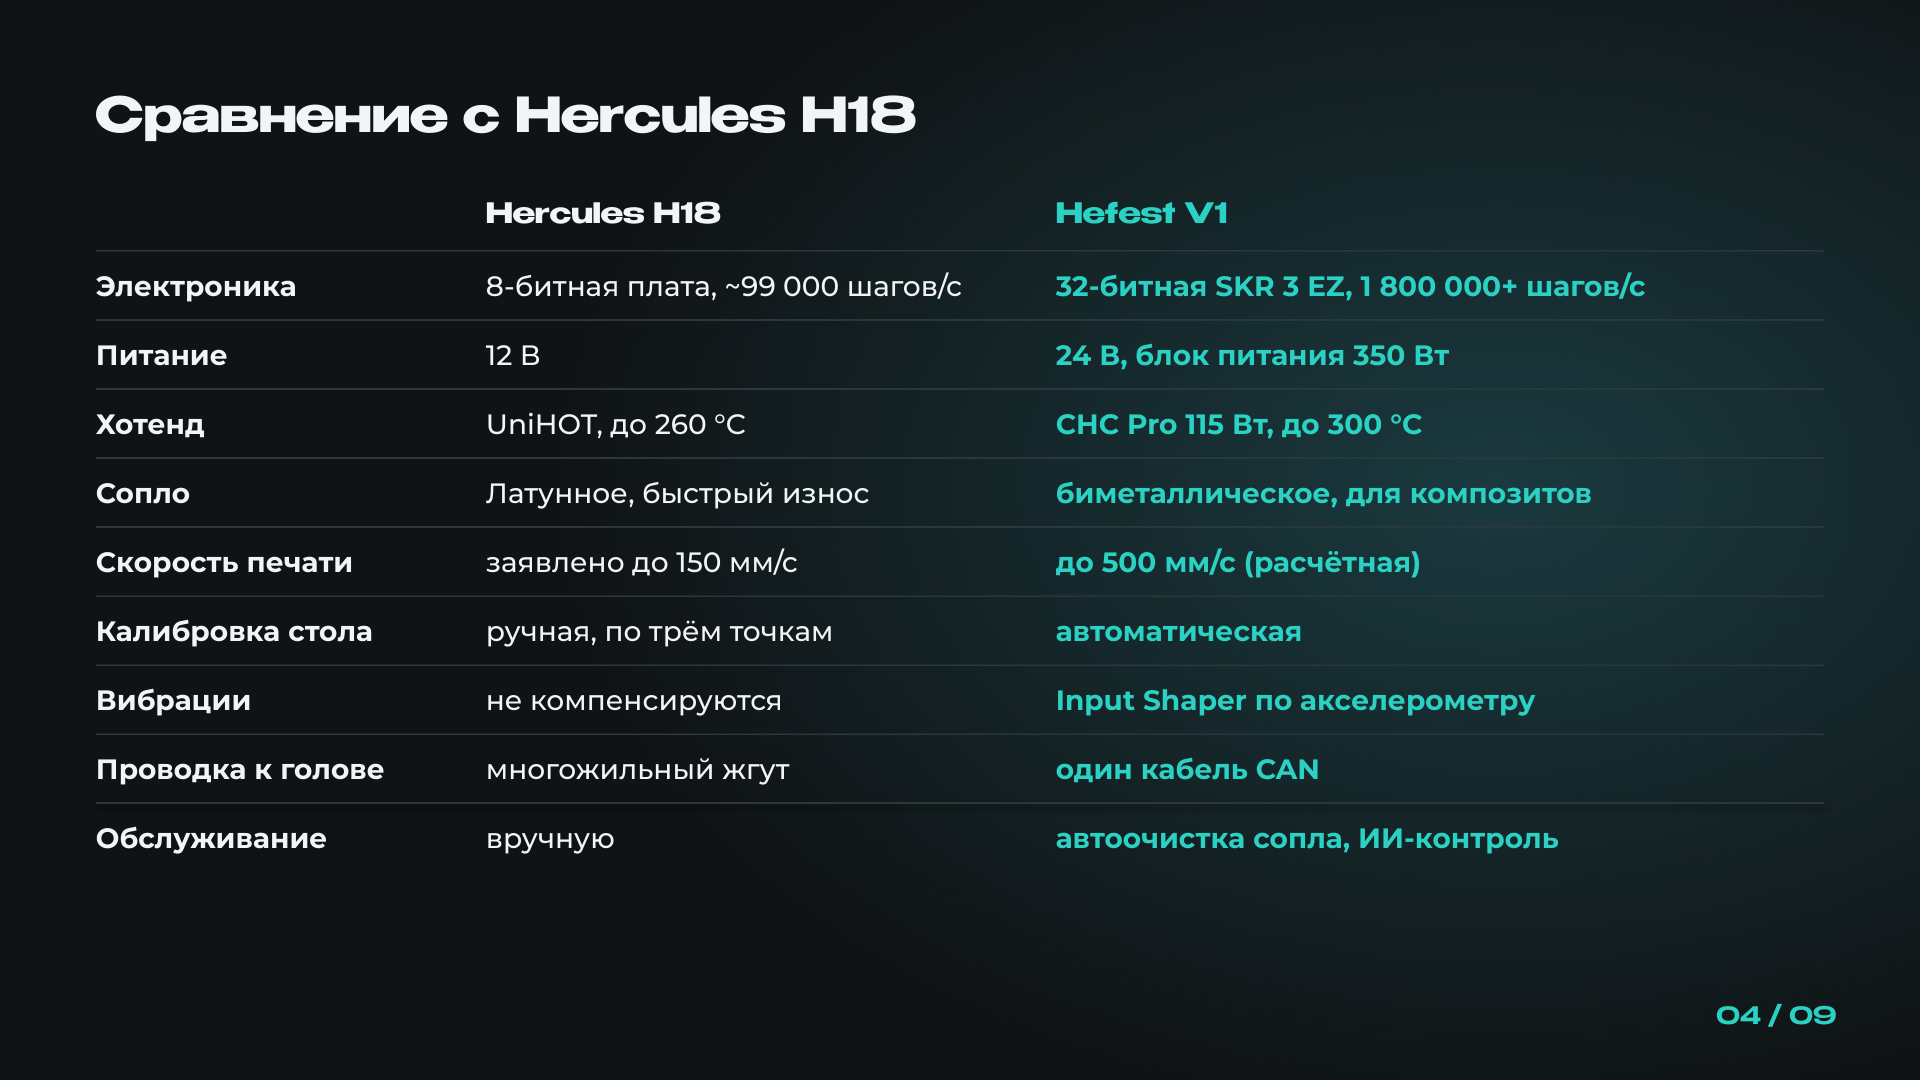 Сравнение с Hercules H18
Hercules H18 Hefest V1
Электроника 8-битная плата, ~99 000 шагов/с 32-битная SKR 3 EZ, 1 800 000+ шагов/с
Питание 12 В 24 В, блок питания 350 Вт
Хотенд UniHOT, до 260 °C CHC Pro 115 Вт, до 300 °C
Сопло Латунное, быстрый износ биметаллическое, для композитов
Скорость печати заявлено до 150 мм/с до 500 мм/с (расчётная)
Калибровка стола ручная, по трём точкам автоматическая
Вибрации не компенсируются Input Shaper по акселерометру
Проводка к голове многожильный жгут один кабель CAN
Обслуживание вручную автоочистка сопла, ИИ-контроль
04 / 09